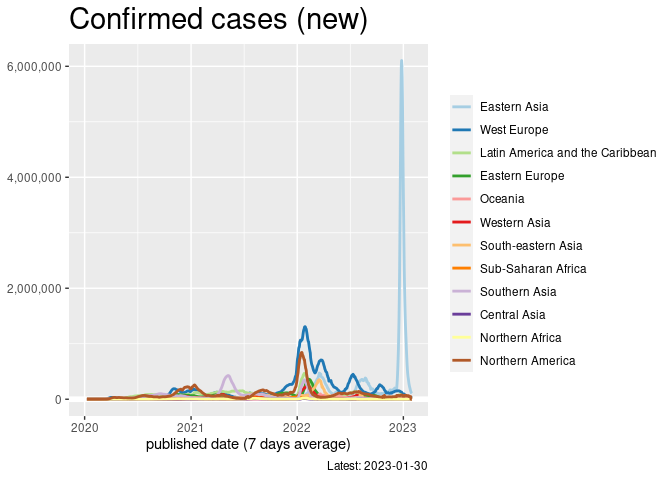 Confirmed cases (new)
6,000,000
4,000,000
2,000,000
0
2020
2021
2022
2023
published date (7 days average)
Latest: 2023-01-30
Eastern Asia
West Europe
Latin America and the Caribbean
Eastern Europe
Oceania
Western Asia
South-eastern Asia
Sub-Saharan Africa
Southern Asia
Central Asia
Northern Africa
Northern America